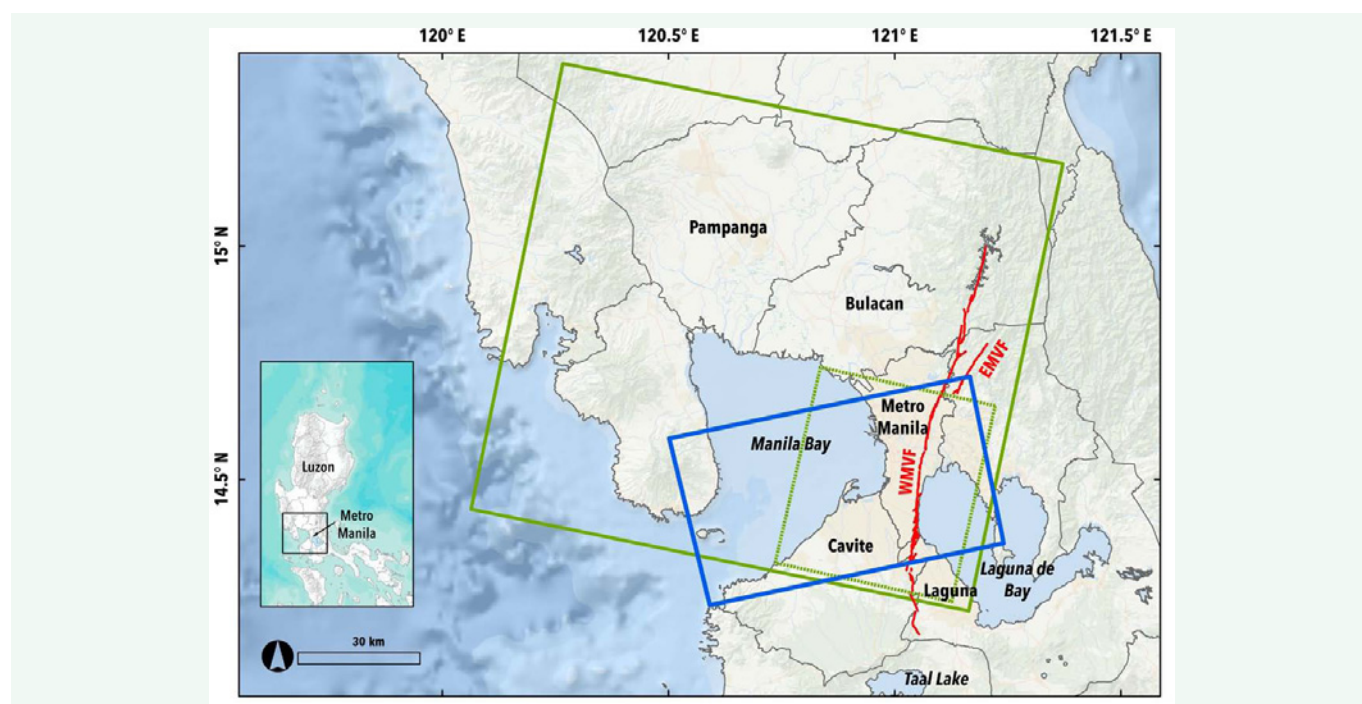 120° E
120.5° E
121° E
121.5° E
15° N
14.5° N
Pampanga
Bulacan
EMVF
Metro
Manila
Manila Bay
WMVF
Cavite
Laguna
Laguna de
Bay
Taal Lake
Luzon
Metro
Manila
30 km